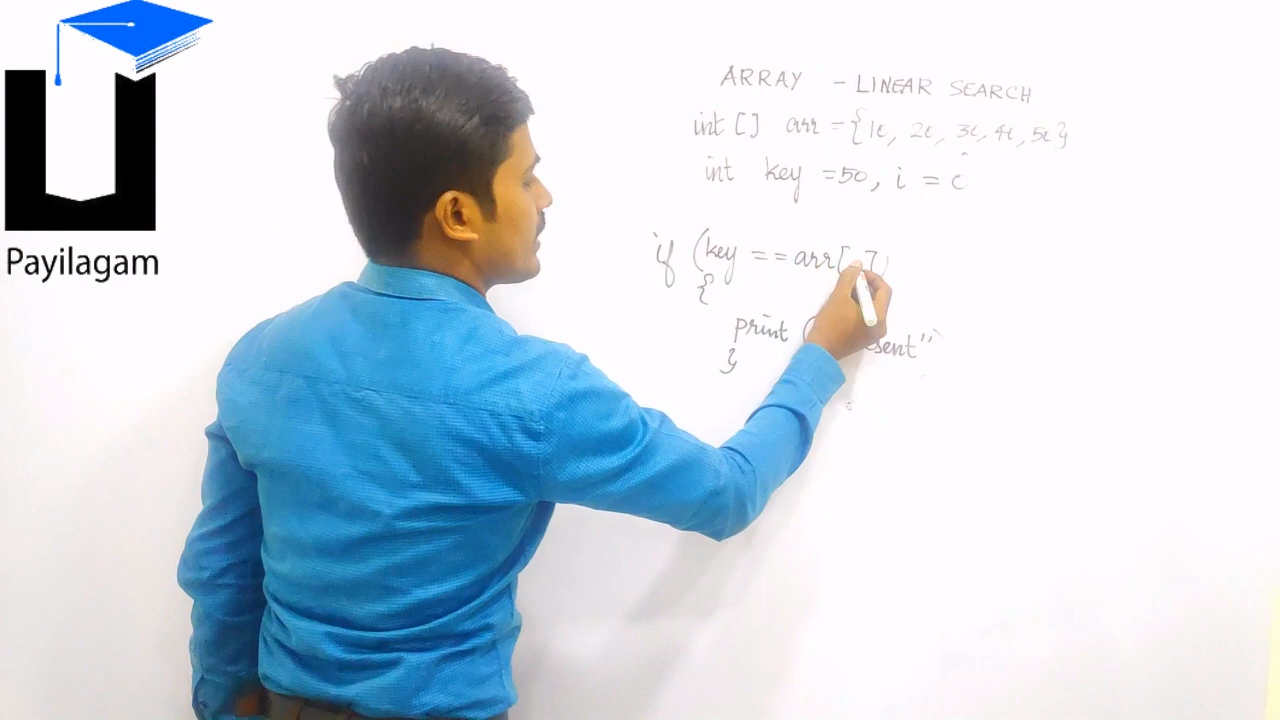 Payilagam
ARRAY - LINEAR SEARCH
int [] arr = {10, 20, 30, 40, 50}
int key = 50, i = 0
if (key == arr[ ])
{
print ( sent")
}